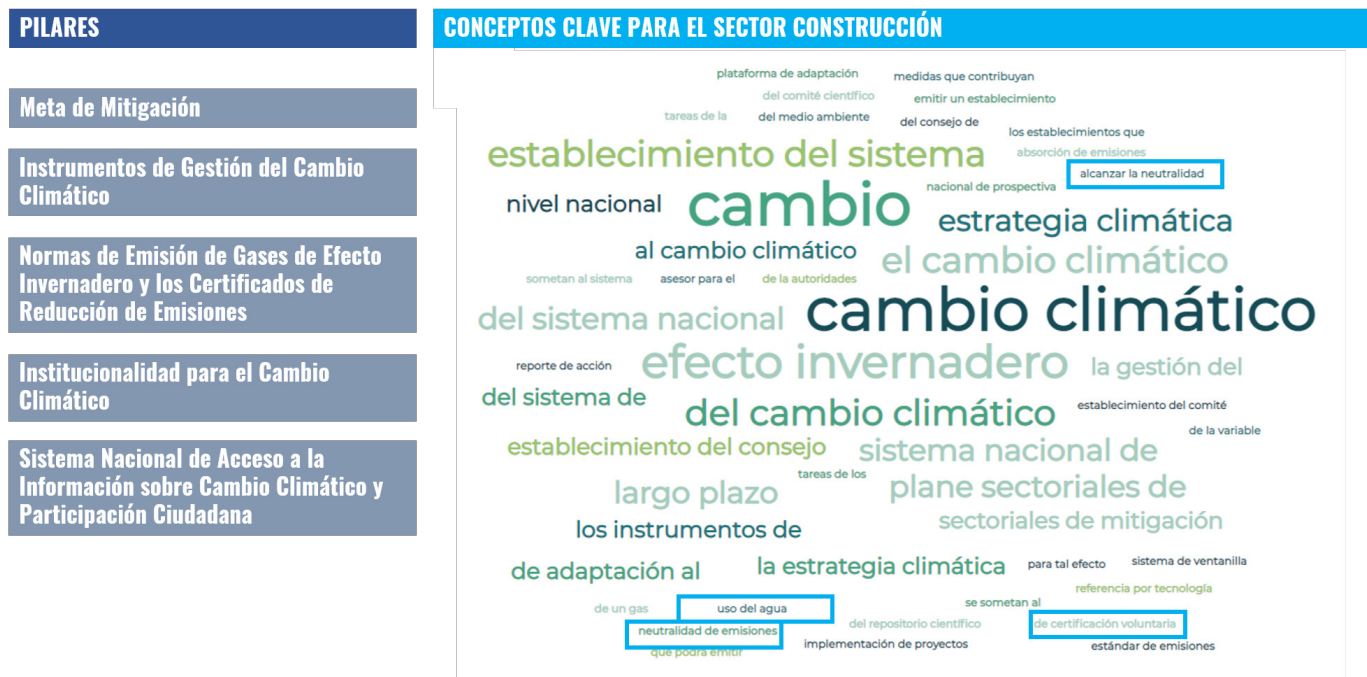 PILARES
CONCEPTOS CLAVE PARA EL SECTOR CONSTRUCCIÓN
Meta de Mitigación
Instrumentos de Gestión del Cambio
Climático
Normas de Emisión de Gases de Efecto
Invernadero y los Certificados de
Reducción de Emisiones
Institucionalidad para el Cambio
Climático
Sistema Nacional de Acceso a la
Información sobre Cambio Climático y
Participación Ciudadana
plataforma de adaptación
medidas que contribuyan
del comité científico
emitir un establecimiento
tareas de la
del medio ambiente
del consejo de
los establecimientos que
establecimiento del sistema
absorción de emisiones
alcanzar la neutralidad
nacional de prospectiva
nivel nacional
cambio
estrategia climática
al cambio climático
el cambio climático
sometan al sistema
asesor para el
de la autoridades
del sistema nacional
cambio climático
reporte de acción
efecto invernadero
la gestión del
del sistema de
del cambio climático
establecimiento del comité
de la variable
establecimiento del consejo
sistema nacional de
tareas de los
largo plazo
plane sectoriales de
los instrumentos de
sectoriales de mitigación
de adaptación al
la estrategia climática
para tal efecto
sistema de ventanilla
referencia por tecnología
de un gas
uso del agua
se sometan al
neutralidad de emisiones
del repositorio científico
de certificación voluntaria
que podrá emitir
implementación de proyectos
estándar de emisiones